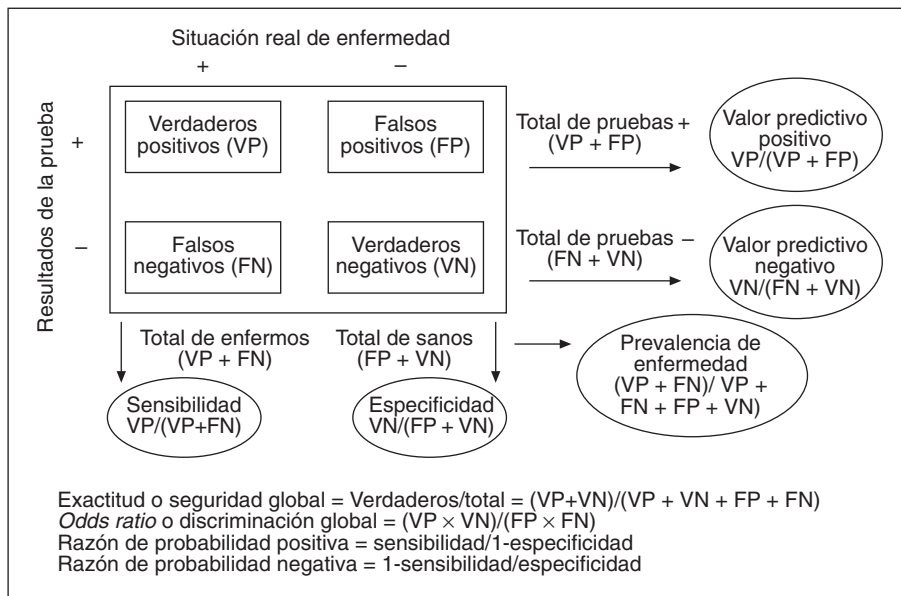 Situación real de enfermedad
+ –
Resultados de la prueba
+
Verdaderos
positivos (VP)
Falsos
positivos (FP)
Total de pruebas +
(VP + FP)
Valor predictivo
positivo
VP/(VP + FP)
–
Falsos
negativos (FN)
Verdaderos
negativos (VN)
Total de pruebas –
(FN + VN)
Valor predictivo
negativo
VN/(FN + VN)
Total de enfermos
(VP + FN)
Total de sanos
(FP + VN)
Prevalencia de
enfermedad
(VP + FN)/ VP +
FN + FP + VN)
Sensibilidad
VP/(VP+FN)
Especificidad
VN/(FP + VN)
Exactitud o seguridad global = Verdaderos/total = (VP+VN)/(VP + VN + FP + FN)
Odds ratio o discriminación global = (VP × VN)/(FP × FN)
Razón de probabilidad positiva = sensibilidad/1-especificidad
Razón de probabilidad negativa = 1-sensibilidad/especificidad